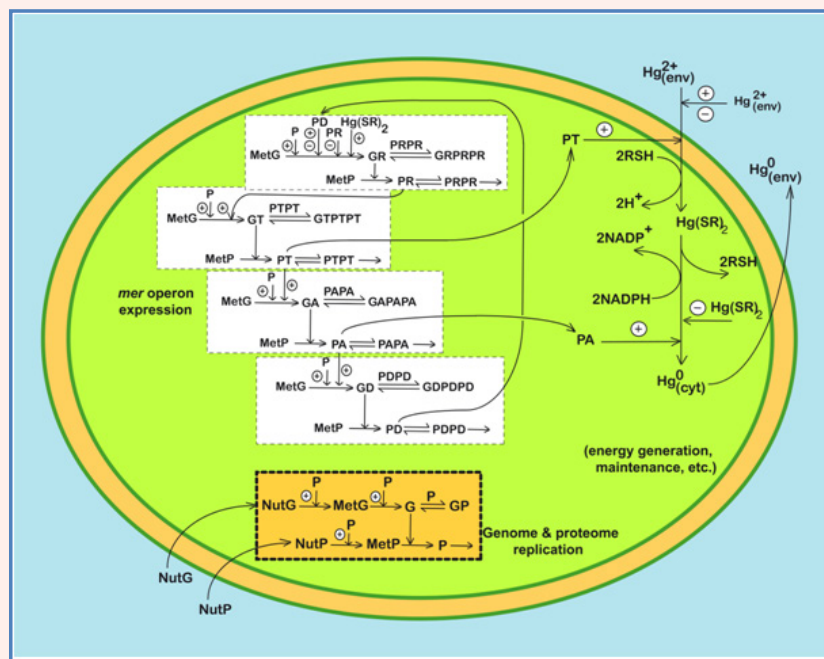 Hg2+(env)
+
−
Hg2+(env)
PD
Hg(SR)2
P
+
PR
+
−
−
+
PRPR
MetG
GR
GRPRPR
MetP
PR
PRPR
PT
+
2RSH
Hg0(env)
2H+
Hg(SR)2
P
+
+
PTPT
MetG
GT
GTPTPT
MetP
PT
PTPT
2NADP+
2RSH
2NADPH
−
Hg(SR)2
mer operon
expression
P
+
+
PAPA
MetG
GA
GAPAPA
MetP
PA
PAPA
PA
+
Hg0(cyt)
P
+
+
PDPD
MetG
GD
GDPDPD
MetP
PD
PDPD
(energy generation,
maintenance, etc.)
P
+
P
+
NutG
MetG
G
P
GP
P
+
NutP
MetP
P
Genome & proteome
replication
NutG
NutP